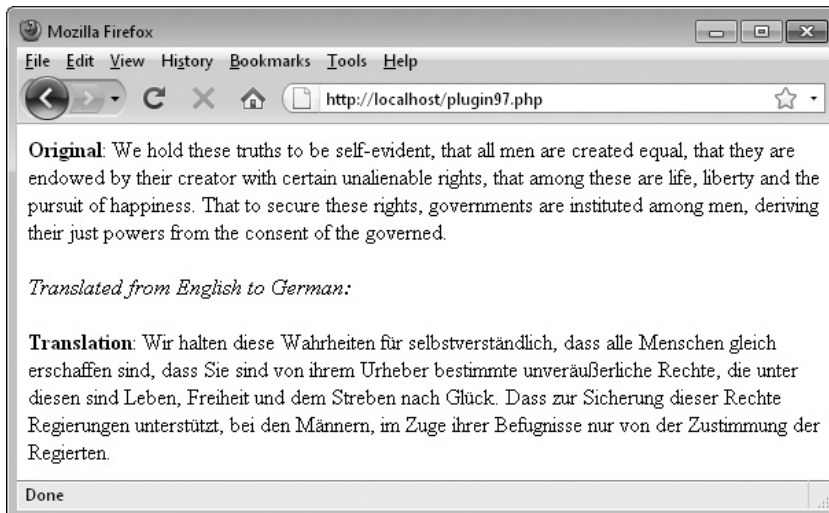 Mozilla Firefox
File Edit View History Bookmarks Tools Help
http://localhost/plugin97.php
Original: We hold these truths to be self-evident, that all men are created equal, that they are
endowed by their creator with certain unalienable rights, that among these are life, liberty and the
pursuit of happiness. That to secure these rights, governments are instituted among men, deriving
their just powers from the consent of the governed.
Translated from English to German:
Translation: Wir halten diese Wahrheiten für selbstverständlich, dass alle Menschen gleich
erschaffen sind, dass Sie sind von ihrem Urheber bestimmte unveräußerliche Rechte, die unter
diesen sind Leben, Freiheit und dem Streben nach Glück. Dass zur Sicherung dieser Rechte
Regierungen unterstützt, bei den Männern, im Zuge ihrer Befugnisse nur von der Zustimmung der
Regierten.
Done